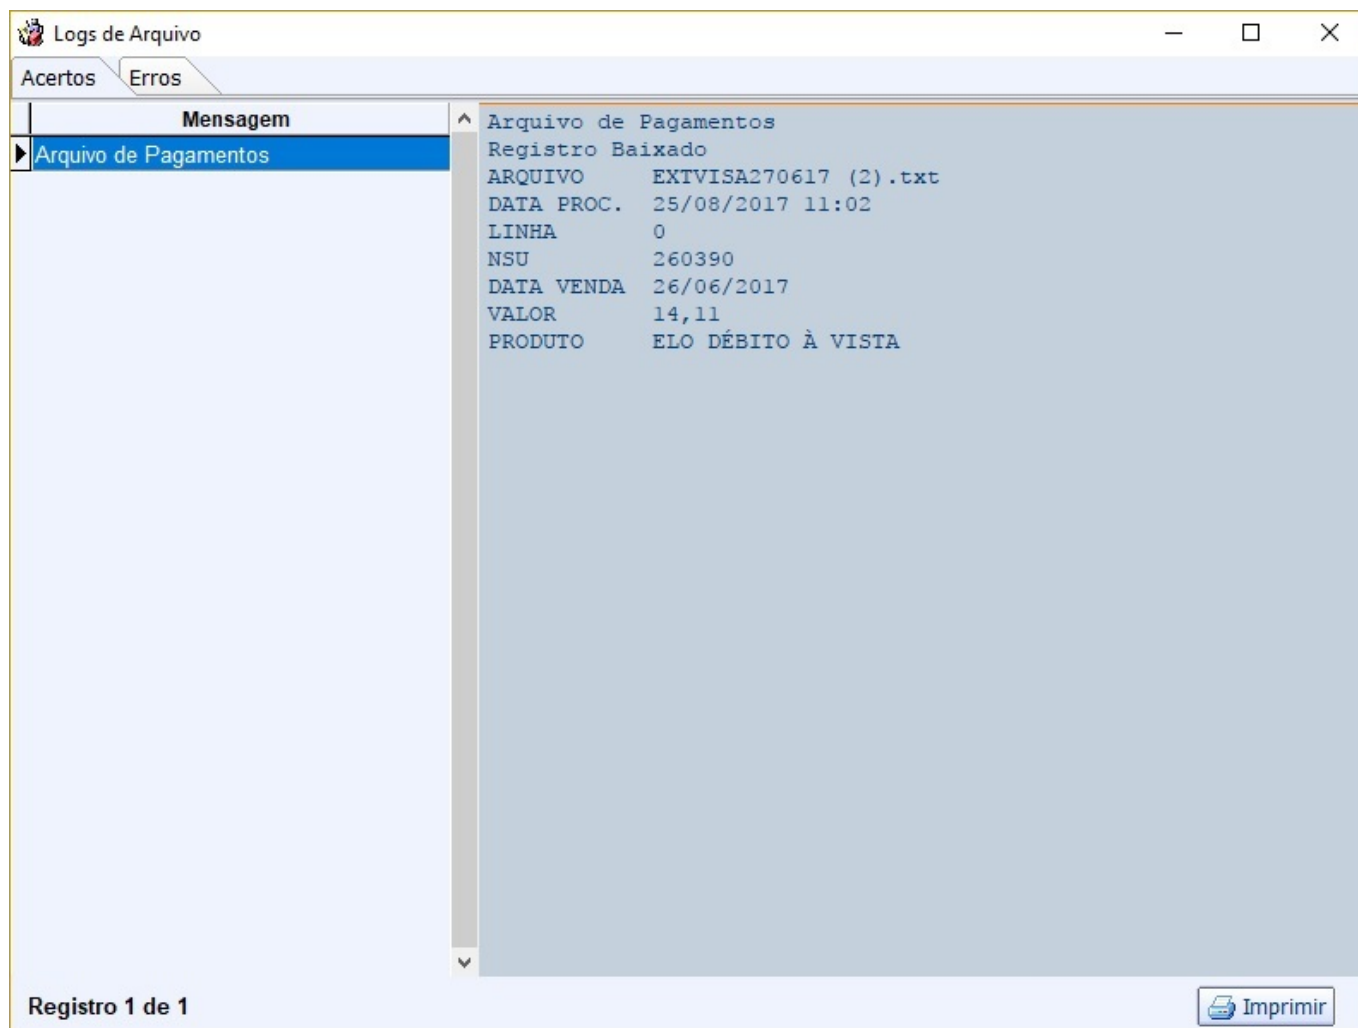 Logs de Arquivo
Acertos
Erros
Mensagem
Arquivo de Pagamentos
Arquivo de Pagamentos
Registro Baixado
ARQUIVO EXTVISA270617 (2).txt
DATA PROC. 25/08/2017 11:02
LINHA 0
NSU 260390
DATA VENDA 26/06/2017
VALOR 14,11
PRODUTO ELO DÉBITO À VISTA
Registro 1 de 1
Imprimir